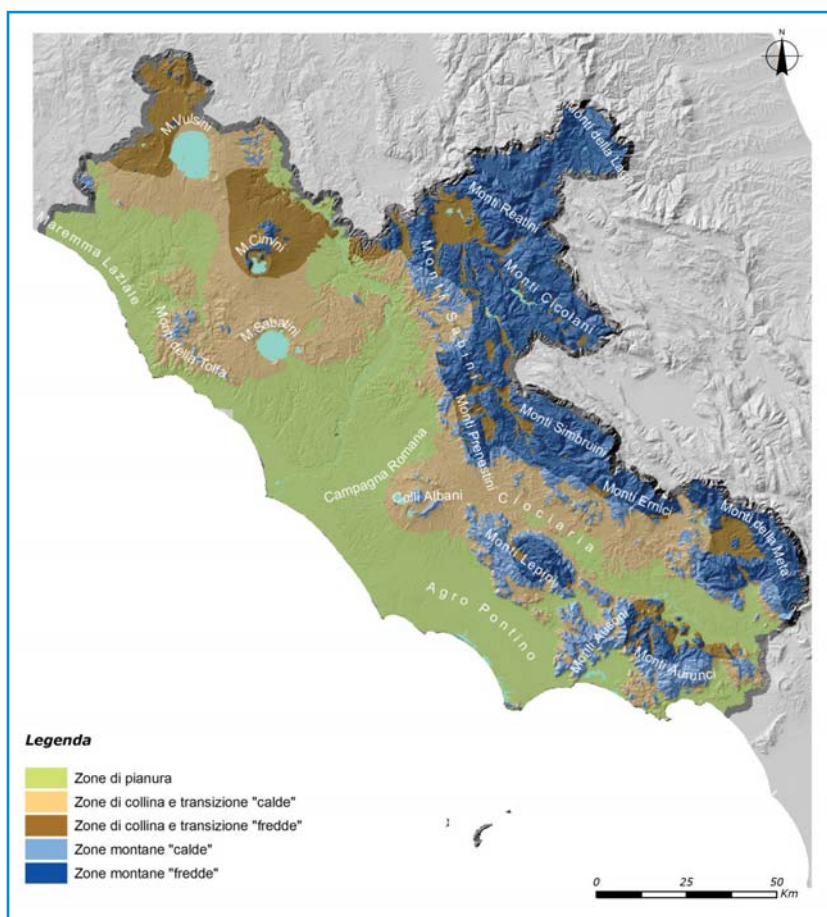 N
M.Vulsini
Monti della Laga
Monti Reatini
M.Cimini
Maremma Laziale
Monti Sabini
Monti Cicolani
Monti della Tolfa
M.Sabatini
Monti Prenestini
Monti Simbruini
Campagna Romana
Colli Albani
Ciociaria
Monti Ernici
Monti della Meta
Monti Lepini
Agro Pontino
Monti Ausoni
Monti Aurunci
Legenda
Zone di pianura
Zone di collina e transizione "calde"
Zone di collina e transizione "fredde"
Zone montane "calde"
Zone montane "fredde"
0 25 50
Km